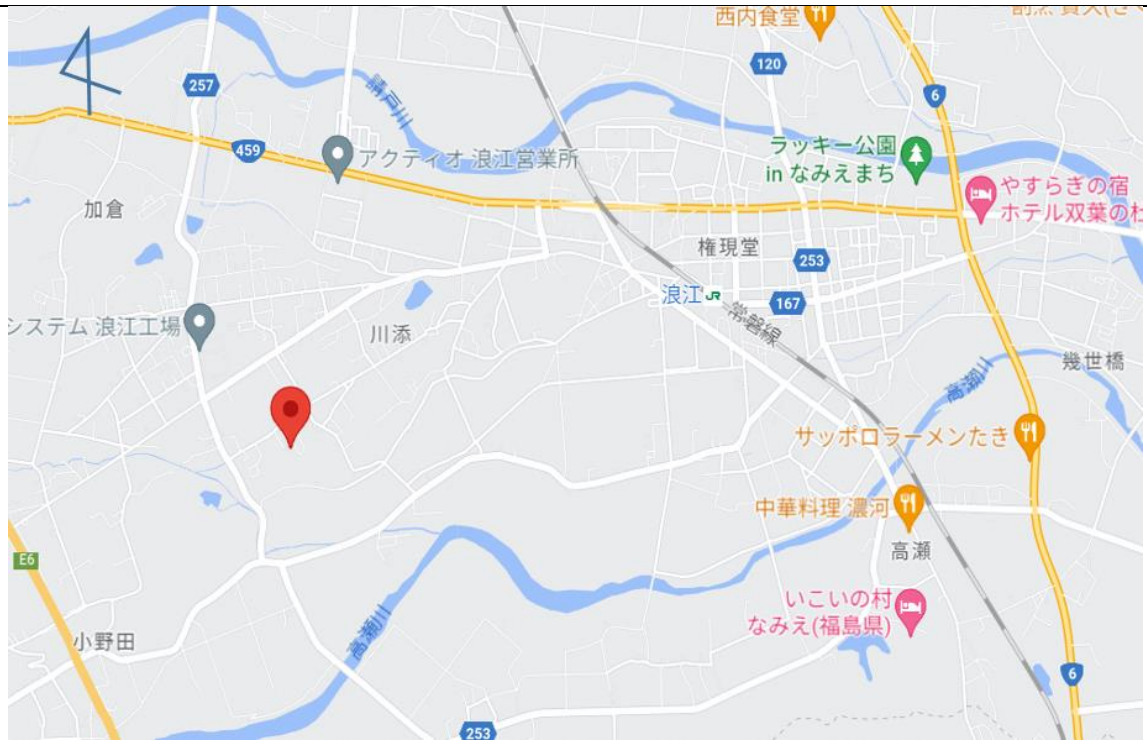 西内食堂
120
257
6
請戸川
459
アクティオ 浪江営業所
ラッキー公園
in なみえまち
やすらぎの宿
ホテル双葉の杜
加倉
権現堂
253
浪江
JR
167
常磐線
システム 浪江工場
川添
幾世橋
高瀬川
サッポロラーメンたき
中華料理 濃河
高瀬
E6
いこいの村
なみえ(福島県)
小野田
高瀬川
6
253